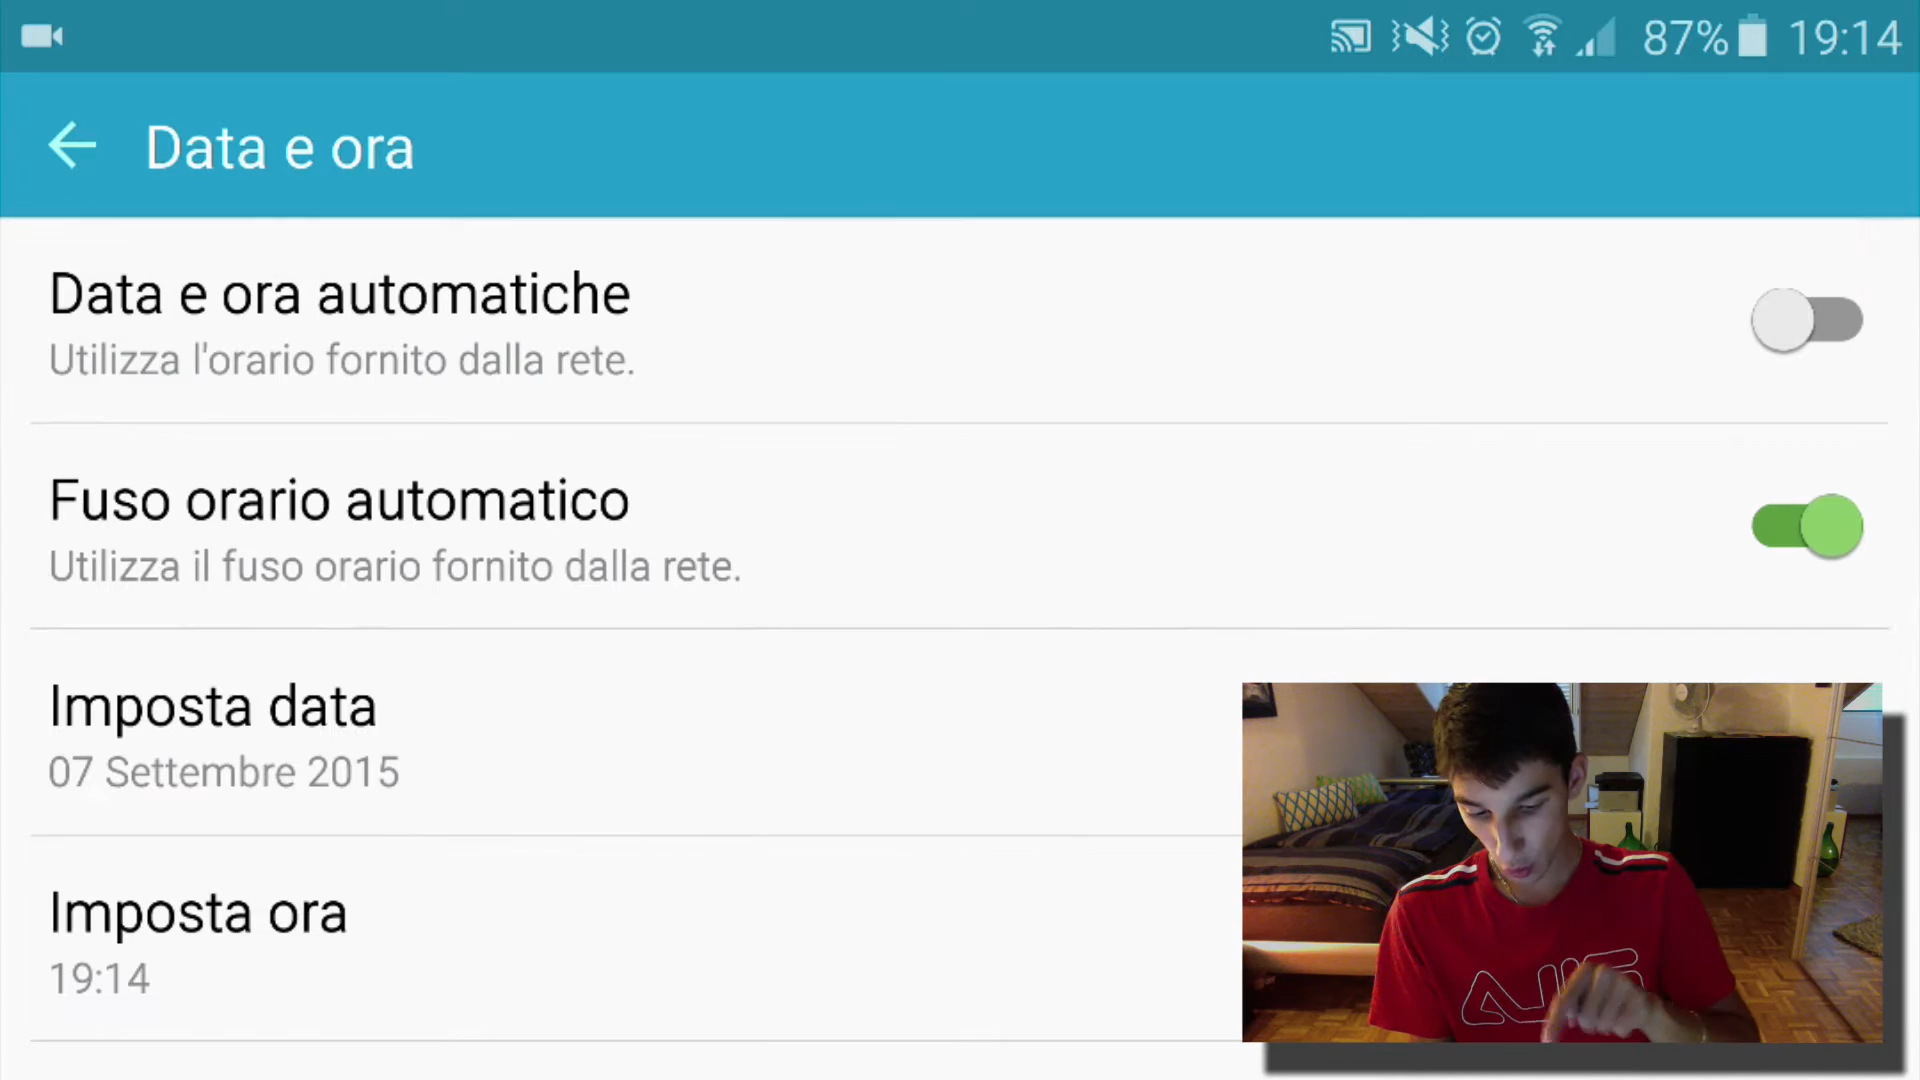 87% 19:14
Data e ora
Data e ora automatiche
Utilizza l'orario fornito dalla rete.
Fuso orario automatico
Utilizza il fuso orario fornito dalla rete.
Imposta data
07 Settembre 2015
Imposta ora
19:14